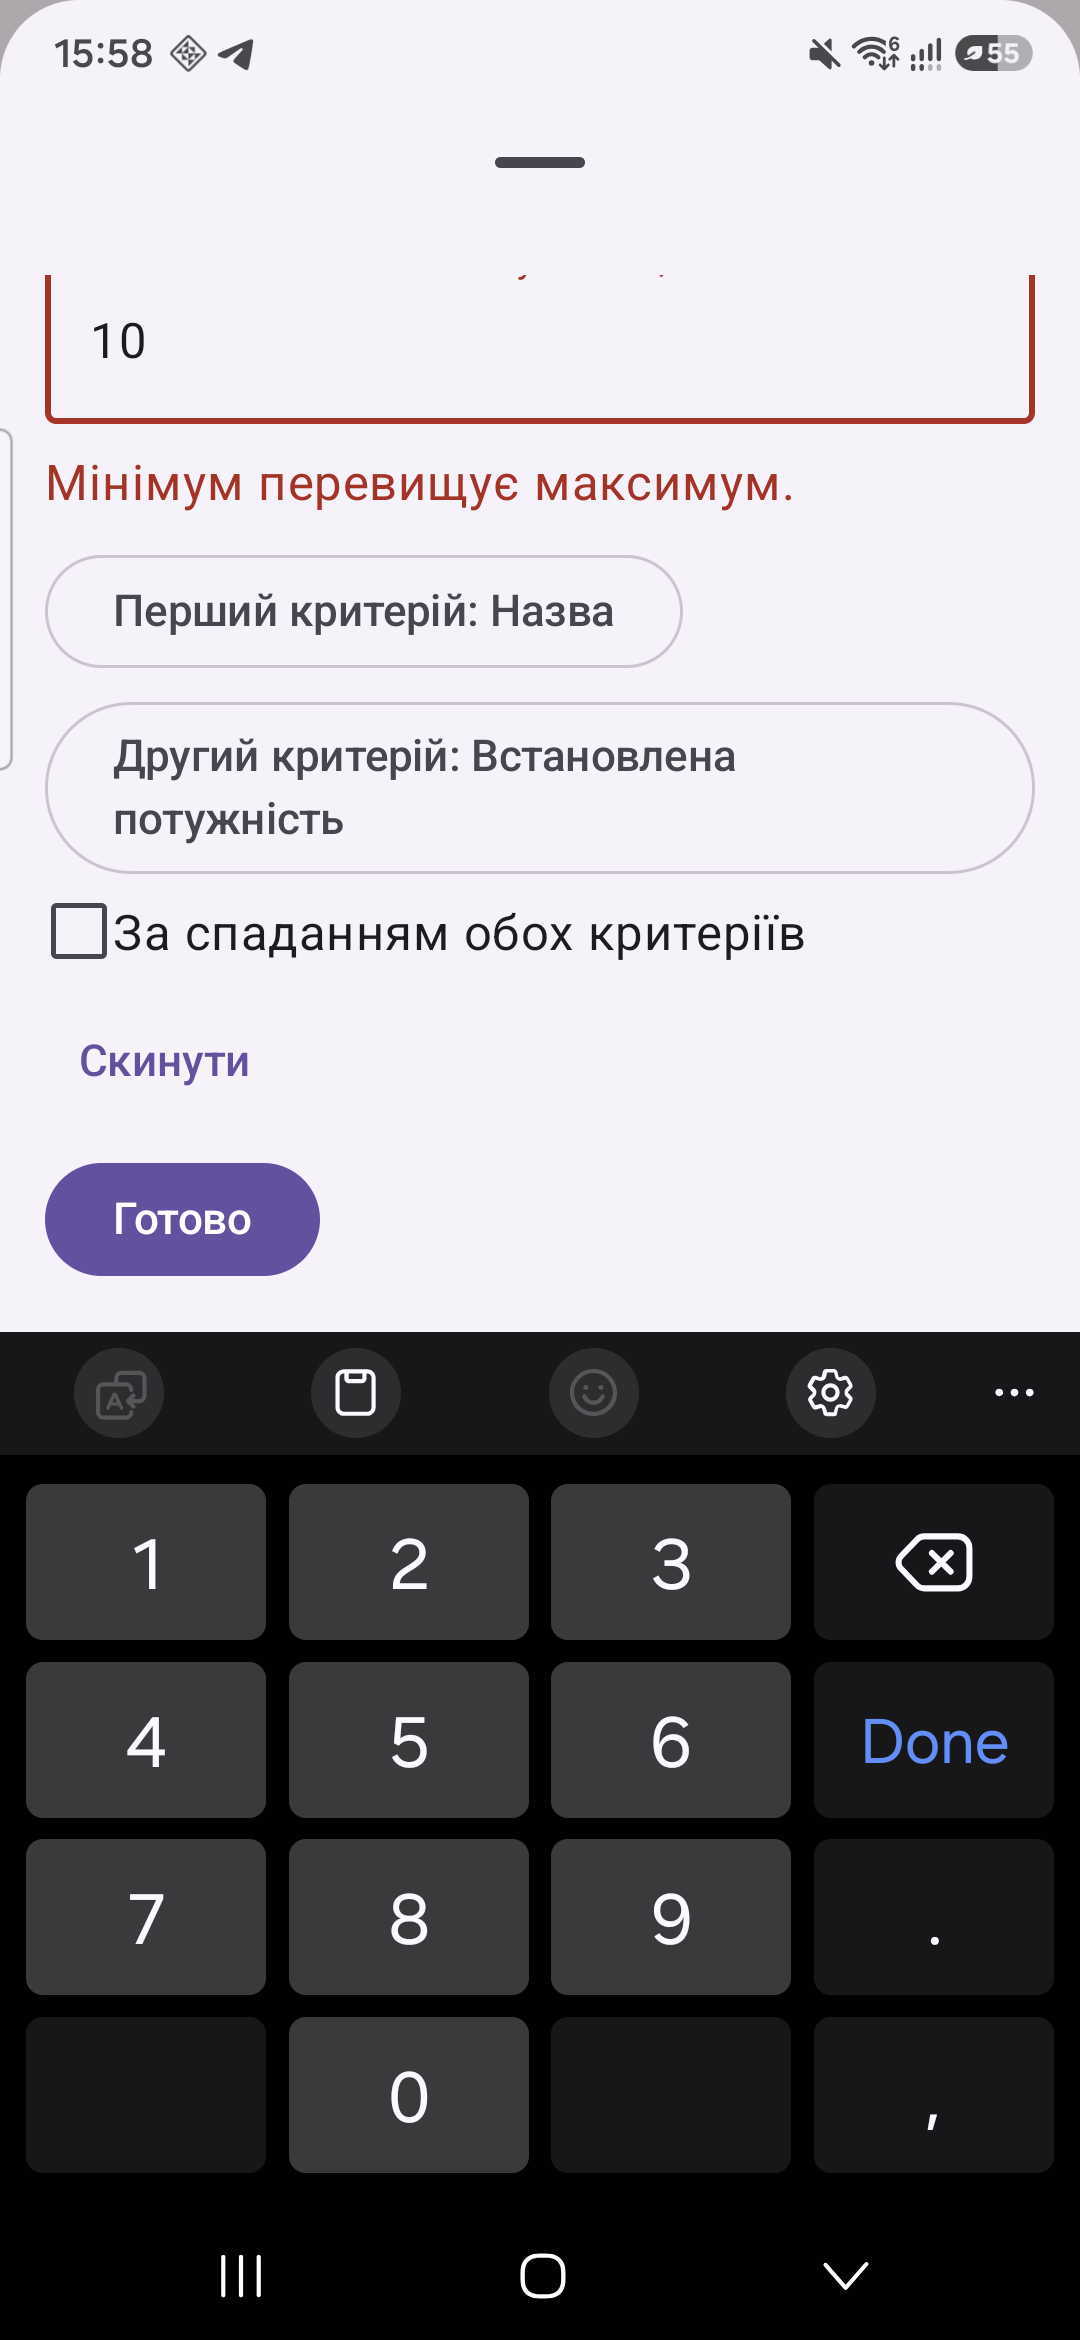 15:58
6
55
10
Мінімум перевищує максимум.
Перший критерій: Назва
Другий критерій: Встановлена
потужність
За спаданням обох критеріїв
Скинути
Готово
A
1 2 3
4 5 6 Done
7 8 9 .
0 ,